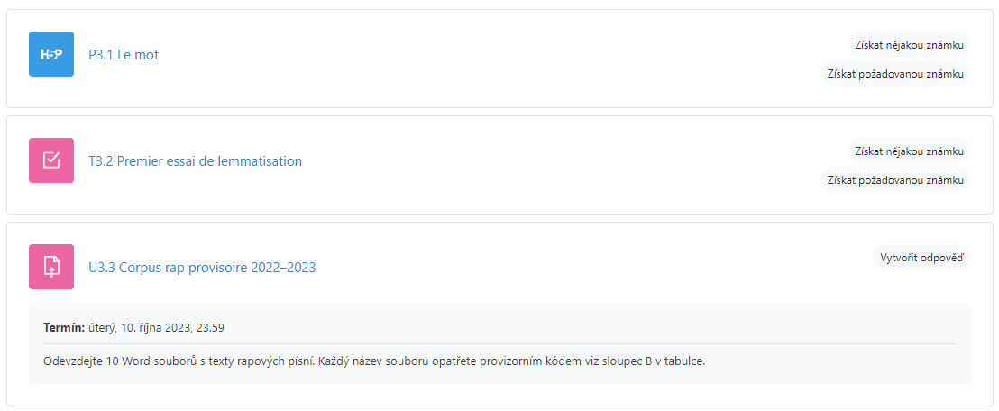 H5P
P3.1 Le mot
Získat nějakou známku
Získat požadovanou známku
T3.2 Premier essai de lemmatisation
Získat nějakou známku
Získat požadovanou známku
U3.3 Corpus rap provisoire 2022–2023
Vytvořit odpověď
Termín: úterý, 10. října 2023, 23.59
Odevzdejte 10 Word souborů s texty rapových písní. Každý název souboru opatřete provizorním kódem viz sloupec B v tabulce.